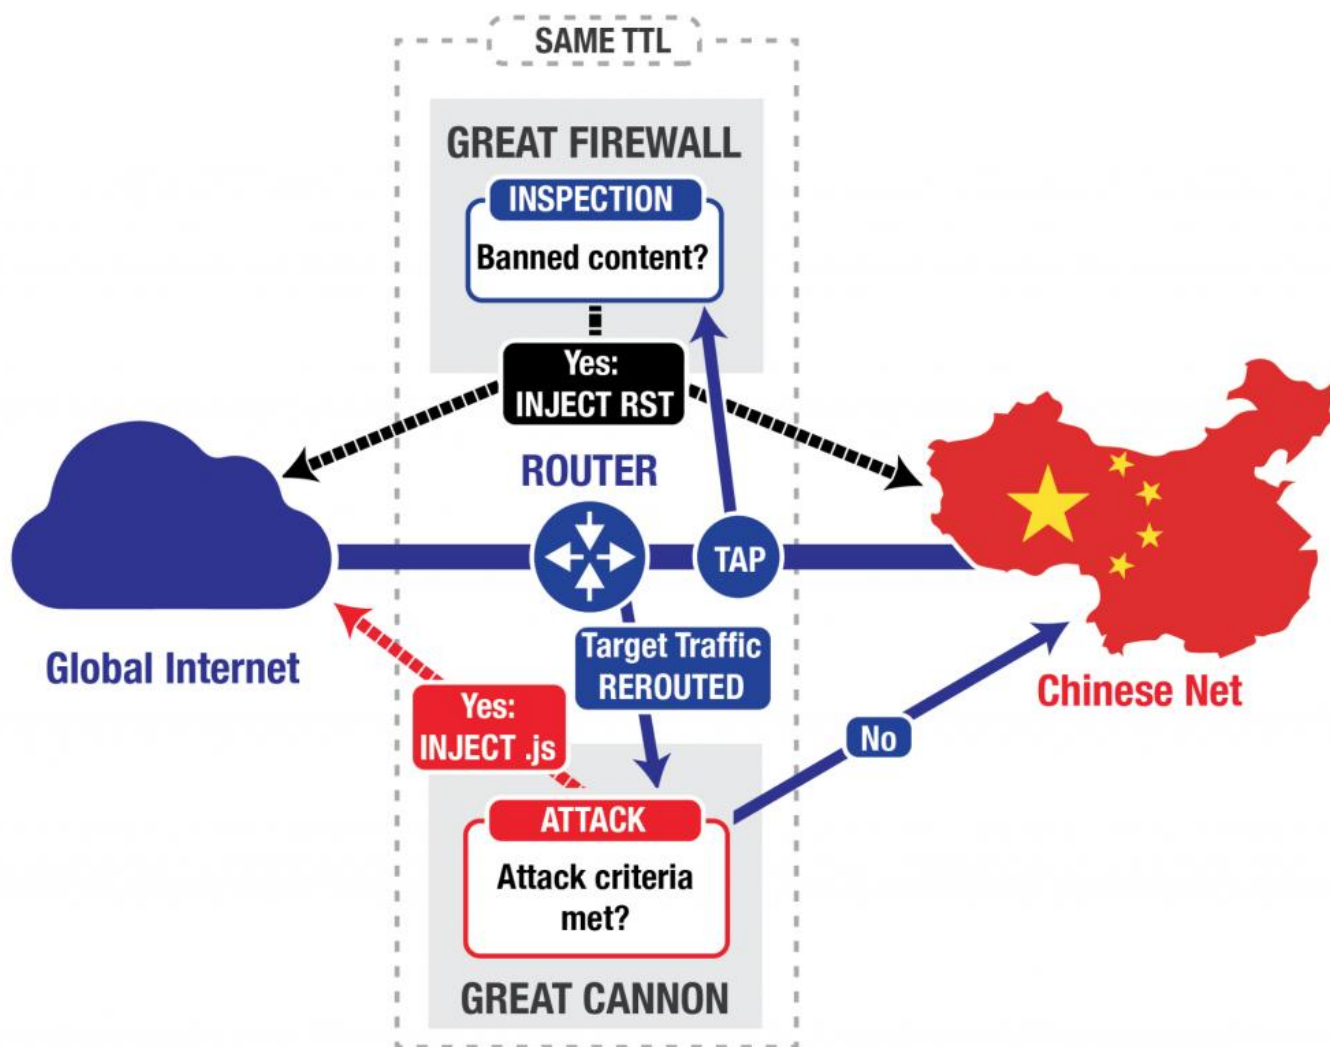 SAME TTL
GREAT FIREWALL
INSPECTION
Banned content?
Yes:
INJECT RST
ROUTER
TAP
Global Internet
Target Traffic
REROUTED
Chinese Net
Yes:
INJECT .js
No
ATTACK
Attack criteria
met?
GREAT CANNON